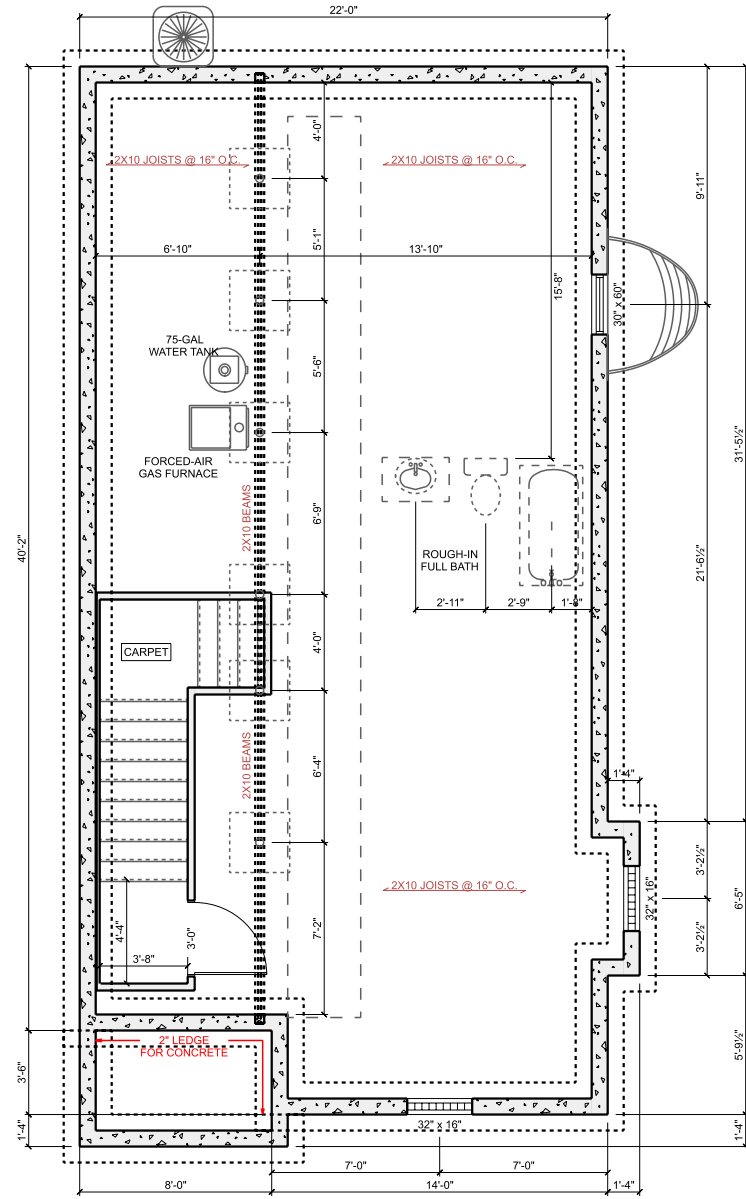 22'-0"
2X10 JOISTS @ 16" O.C.
2X10 JOISTS @ 16" O.C.
4'-0"
9'-11"
5'-1"
6'-10"
13'-10"
15'-8"
30" x 60"
75-GAL
WATER TANK
5'-6"
FORCED-AIR
GAS FURNACE
31'-5½"
6'-9"
2X10 BEAMS
40'-2"
ROUGH-IN
FULL BATH
21'-6½"
2'-11"
2'-9"
1'-8"
CARPET
4'-0"
2X10 BEAMS
6'-4"
1'-4"
3'-2½"
2X10 JOISTS @ 16" O.C.
32" x 16"
6'-5"
4'-4"
3'-0"
7'-2"
3'-2½"
3'-8"
2" LEDGE
FOR CONCRETE
5'-9½"
3'-6"
32" x 16"
1'-4"
1'-4"
7'-0"
7'-0"
8'-0"
14'-0"
1'-4"